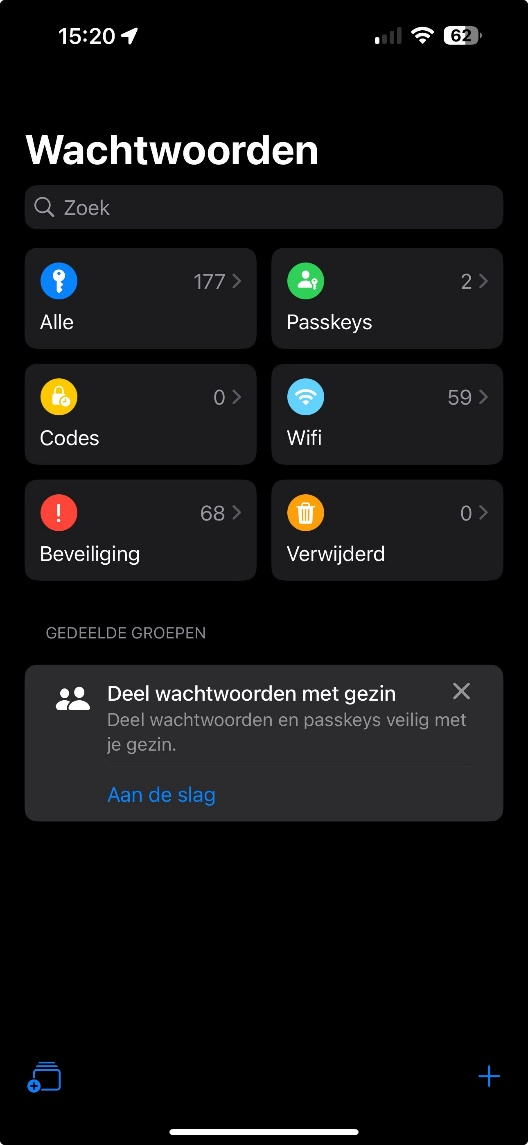 15:20
62
Wachtwoorden
Zoek
177
2
Alle
Passkeys
0
59
Codes
Wifi
68
0
Beveiliging
Verwijderd
GEDEELDE GROEPEN
Deel wachtwoorden met gezin
Deel wachtwoorden en passkeys veilig met
je gezin.
Aan de slag